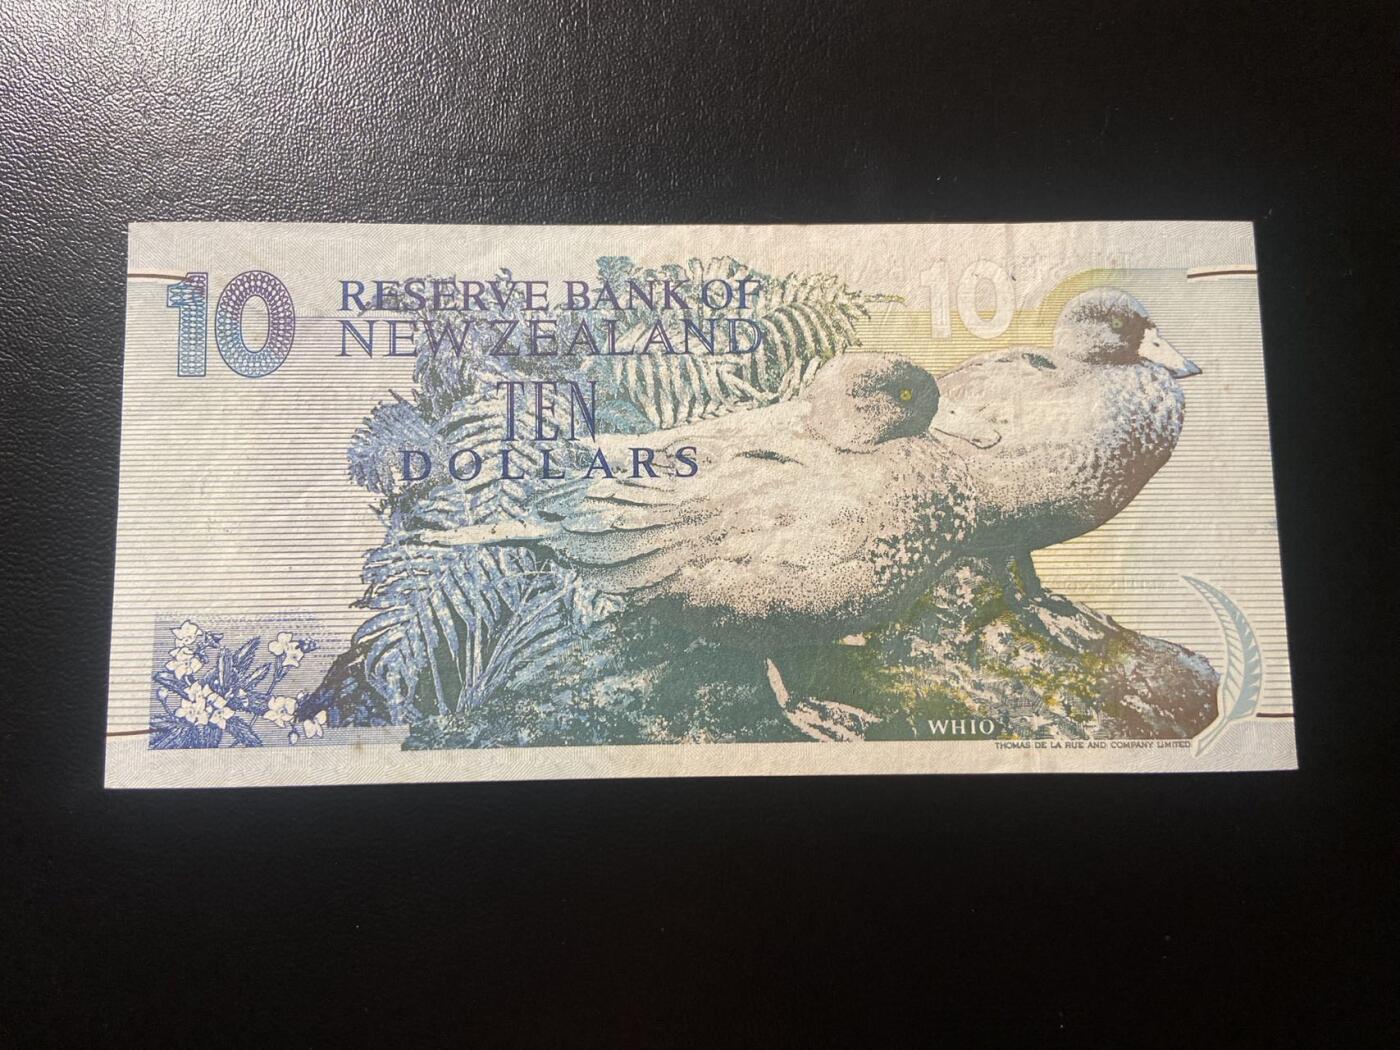 10
RESERVE BANK OF
NEW ZEALAND
TEN
DOLLARS
10
WHIO
THOMAS DE LA RUE AND COMPANY LIMITED